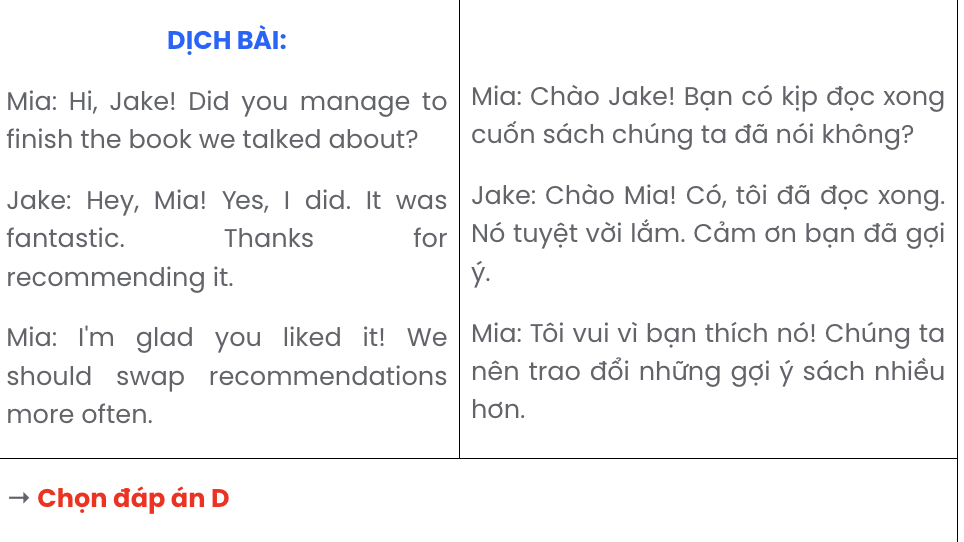 DỊCH BÀI:
Mia: Hi, Jake! Did you manage to
finish the book we talked about?
Jake: Hey, Mia! Yes, I did. It was
fantastic. Thanks for
recommending it.
Mia: I'm glad you liked it! We
should swap recommendations
more often.
Mia: Chào Jake! Bạn có kịp đọc xong
cuốn sách chúng ta đã nói không?
Jake: Chào Mia! Có, tôi đã đọc xong.
Nó tuyệt vời lắm. Cảm ơn bạn đã gợi
ý.
Mia: Tôi vui vì bạn thích nó! Chúng ta
nên trao đổi những gợi ý sách nhiều
hơn.
→ Chọn đáp án D